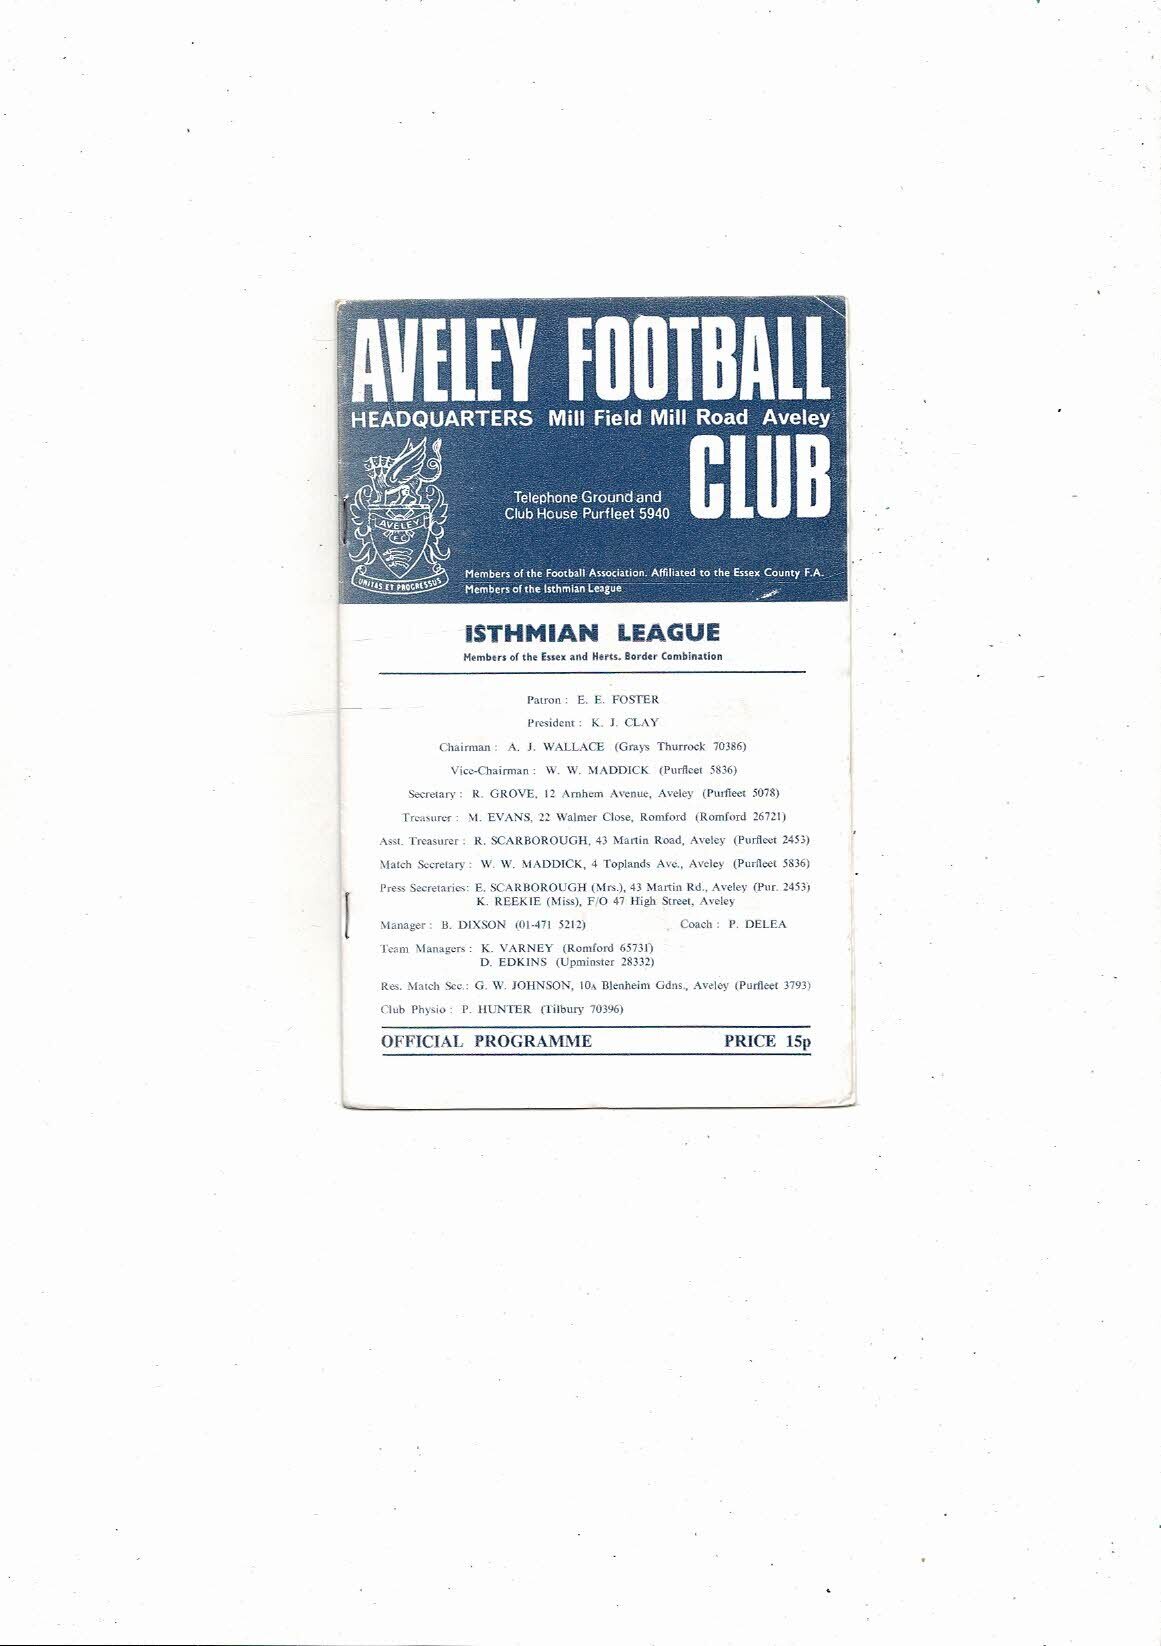 AVELEY FOOTBALL
HEADQUARTERS Mill Field Mill Road Aveley
CLUB
Telephone Ground and
Club House Purfleet 5940
AVELEY
F C
UNITAS ET PROGRESSUS
Members of the Football Association. Affiliated to the Essex County F.A.
Members of the Isthmian League
ISTHMIAN LEAGUE
Members of the Essex and Herts. Border Combination
Patron : E. E. FOSTER
President : K. J. CLAY
Chairman : A. J. WALLACE (Grays Thurrock 70386)
Vice-Chairman : W. W. MADDICK (Purfleet 5836)
Secretary : R. GROVE, 12 Arnhem Avenue, Aveley (Purfleet 5078)
Treasurer : M. EVANS, 22 Walmer Close, Romford (Romford 26721)
Asst. Treasurer : R. SCARBOROUGH, 43 Martin Road, Aveley (Purfleet 2453)
Match Secretary : W. W. MADDICK, 4 Toplands Ave., Aveley (Purfleet 5836)
Press Secretaries: E. SCARBOROUGH (Mrs.), 43 Martin Rd., Aveley (Pur. 2453)
K. REEKIE (Miss), F/O 47 High Street, Aveley
Manager : B. DIXSON (01-471 5212) Coach : P. DELEA
Team Managers : K. VARNEY (Romford 65731)
D. EDKINS (Upminster 28332)
Res. Match Sec.: G. W. JOHNSON, 10A Blenheim Gdns., Aveley (Purfleet 3793)
Club Physio : P. HUNTER (Tilbury 70396)
OFFICIAL PROGRAMME PRICE 15p